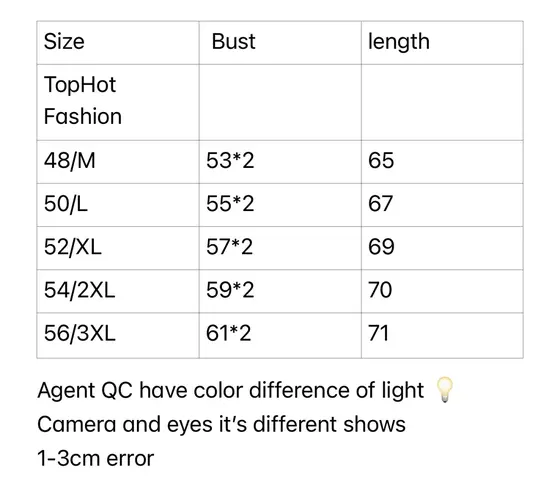 Size Bust length
TopHot
Fashion
48/M 53*2 65
50/L 55*2 67
52/XL 57*2 69
54/2XL 59*2 70
56/3XL 61*2 71
Agent QC have color difference of light 💡
Camera and eyes it’s different shows
1-3cm error